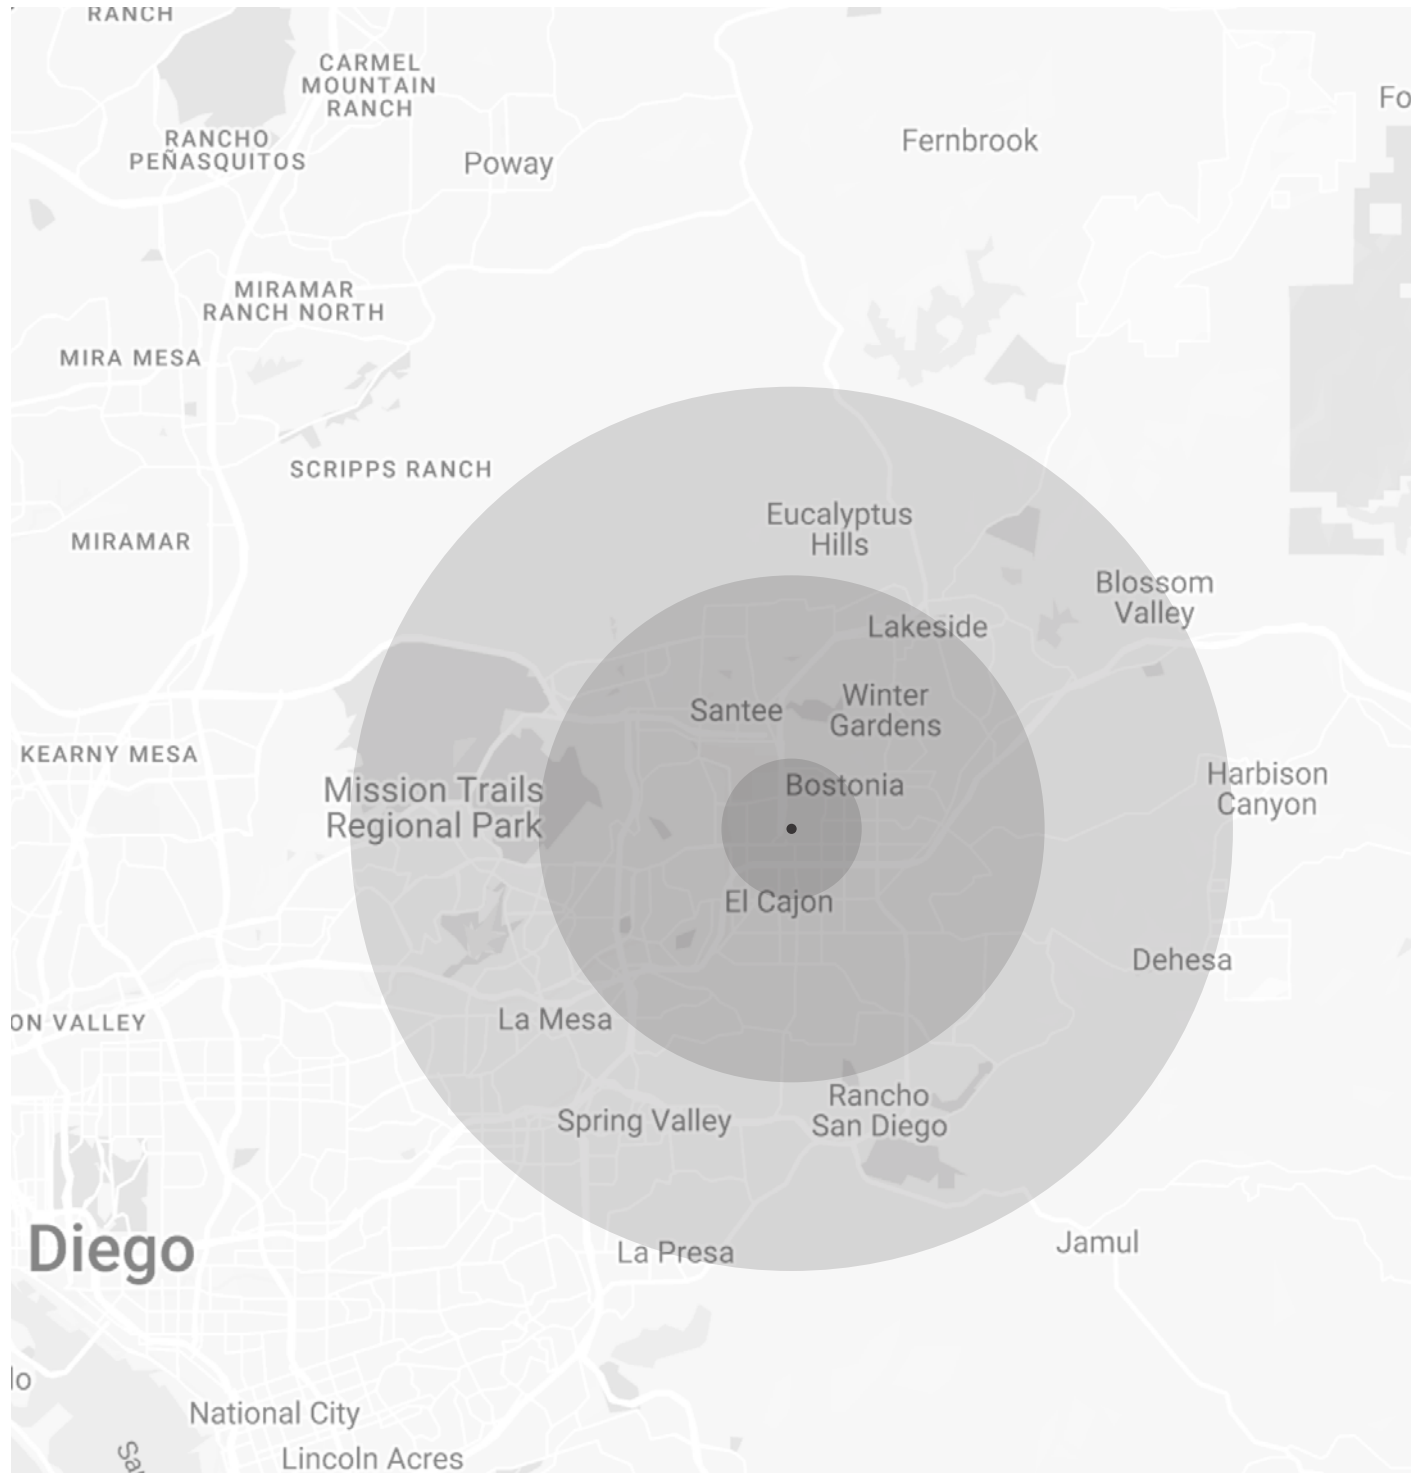 RANCH
CARMEL
MOUNTAIN
RANCH
Fo
RANCHO
PEÑASQUITOS
Poway
Fernbrook
MIRAMAR
RANCH NORTH
MIRA MESA
SCRIPPS RANCH
MIRAMAR
Eucalyptus
Hills
Blossom
Valley
Lakeside
Santee
Winter
Gardens
KEARNY MESA
Mission Trails
Regional Park
Bostonia
Harbison
Canyon
El Cajon
Dehesa
ON VALLEY
La Mesa
Spring Valley
Rancho
San Diego
Diego
La Presa
Jamul
lo
National City
Lincoln Acres